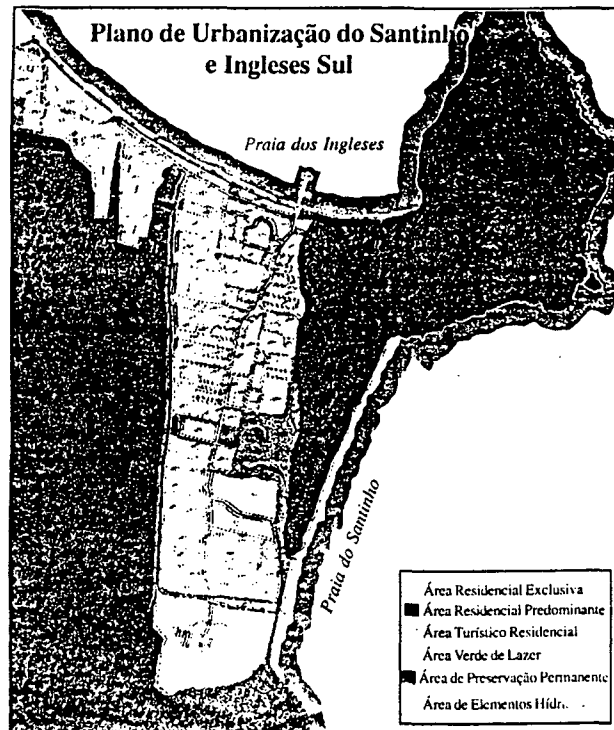 Plano de Urbanização do Santinho
e Ingleses Sul
Praia dos Ingleses
Praia do Santinho
Área Residencial Exclusiva
Área Residencial Predominante
Área Turístico Residencial
Área Verde de Lazer
Área de Preservação Permanente
Área de Elementos